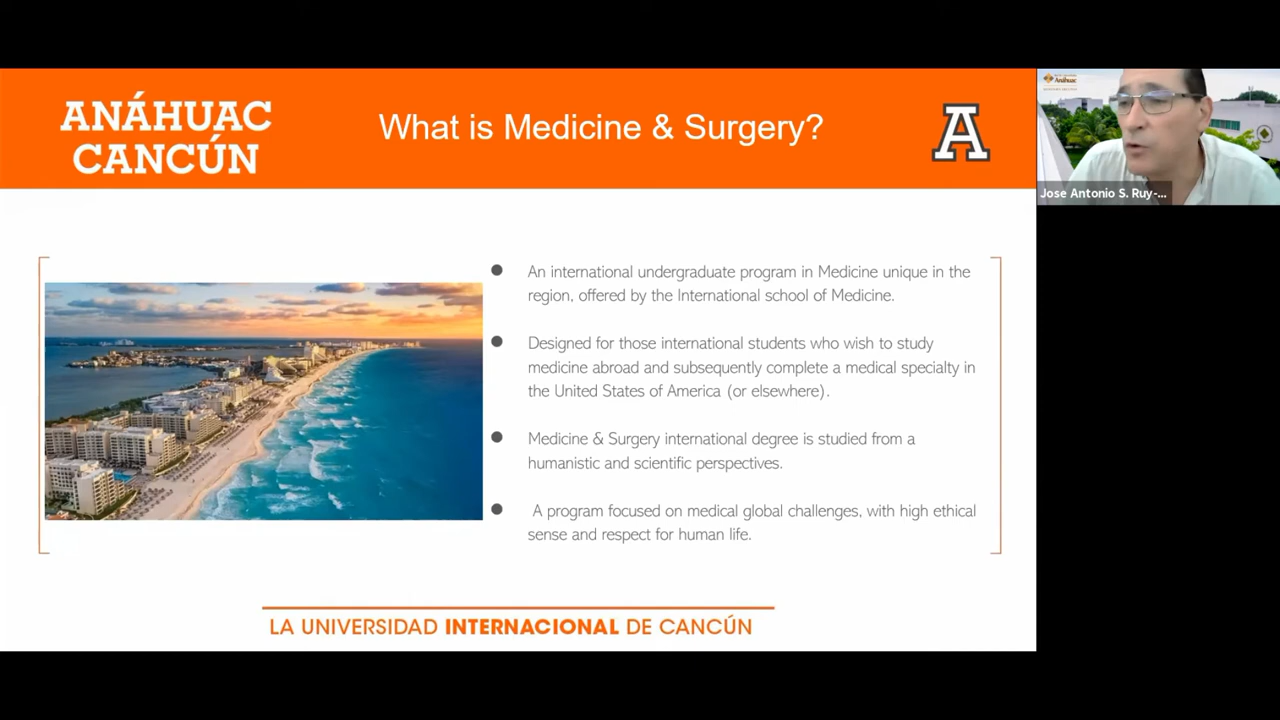 ANÁHUAC
CANCÚN
What is Medicine & Surgery?
A
Anáhuac
Jose Antonio S. Ruy-...
● An international undergraduate program in Medicine unique in the
region, offered by the International school of Medicine.
● Designed for those international students who wish to study
medicine abroad and subsequently complete a medical specialty in
the United States of America (or elsewhere).
● Medicine & Surgery international degree is studied from a
humanistic and scientific perspectives.
● A program focused on medical global challenges, with high ethical
sense and respect for human life.
LA UNIVERSIDAD INTERNACIONAL DE CANCÚN